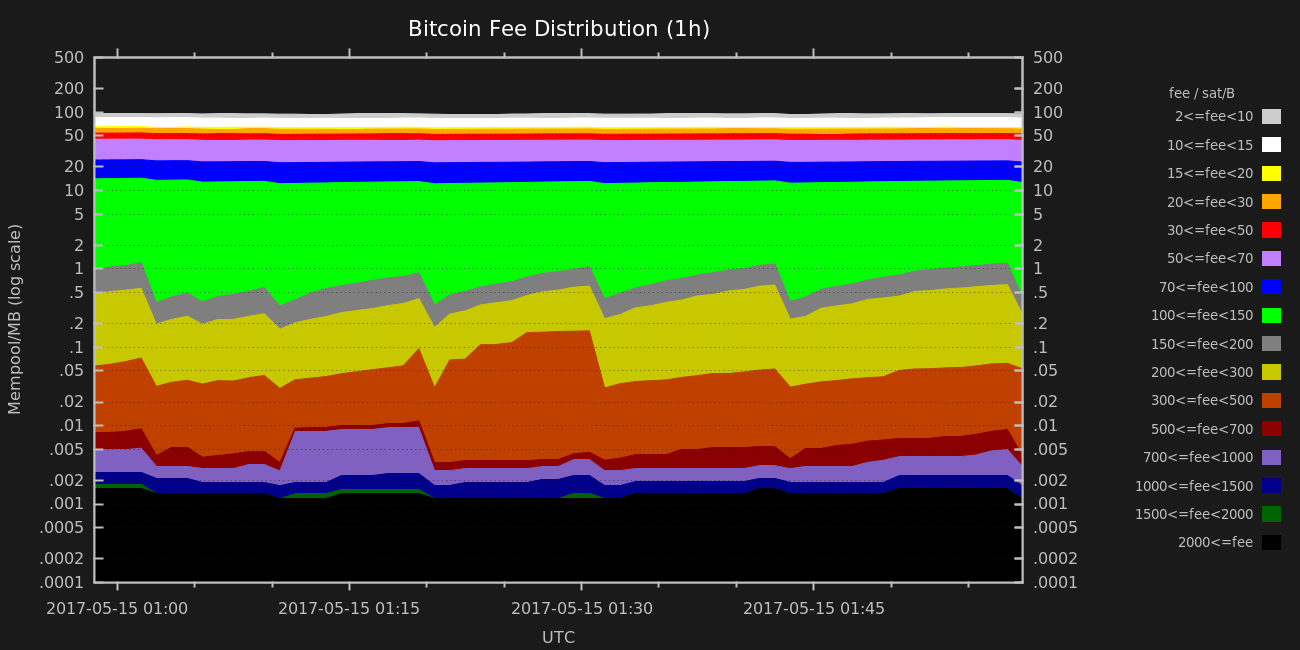 Bitcoin Fee Distribution (1h)
500 500
200 200
100 100
50 50
20 20
10 10
5 5
2 2
1 1
.5 .5
.2 .2
.1 .1
.05 .05
.02 .02
.01 .01
.005 .005
.002 .002
.001 .001
.0005 .0005
.0002 .0002
.0001 .0001
Mempool/MB (log scale)
2017-05-15 01:00 2017-05-15 01:15 2017-05-15 01:30 2017-05-15 01:45
UTC
fee / sat/B
2<=fee<10
10<=fee<15
15<=fee<20
20<=fee<30
30<=fee<50
50<=fee<70
70<=fee<100
100<=fee<150
150<=fee<200
200<=fee<300
300<=fee<500
500<=fee<700
700<=fee<1000
1000<=fee<1500
1500<=fee<2000
2000<=fee